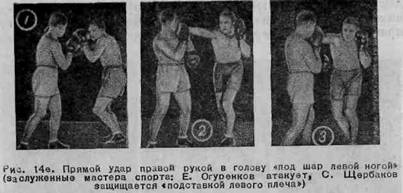 1
2
3
Рис. 14е. Прямой удар правой рукой в голову «под шаг левой ногой»
(заслуженные мастера спорта: Е. Огуренков атакует, С. Щербаков
защищается «подставкой левого плеча»)